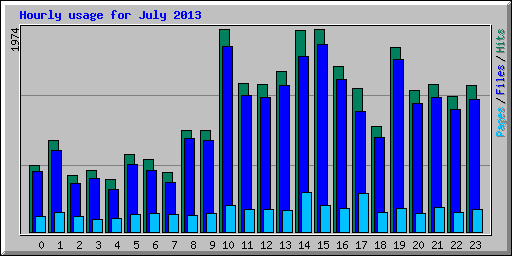 Hourly usage for July 2013
1974
Pages / Files / Hits
0 1 2 3 4 5 6 7 8 9 10 11 12 13 14 15 16 17 18 19 20 21 22 23